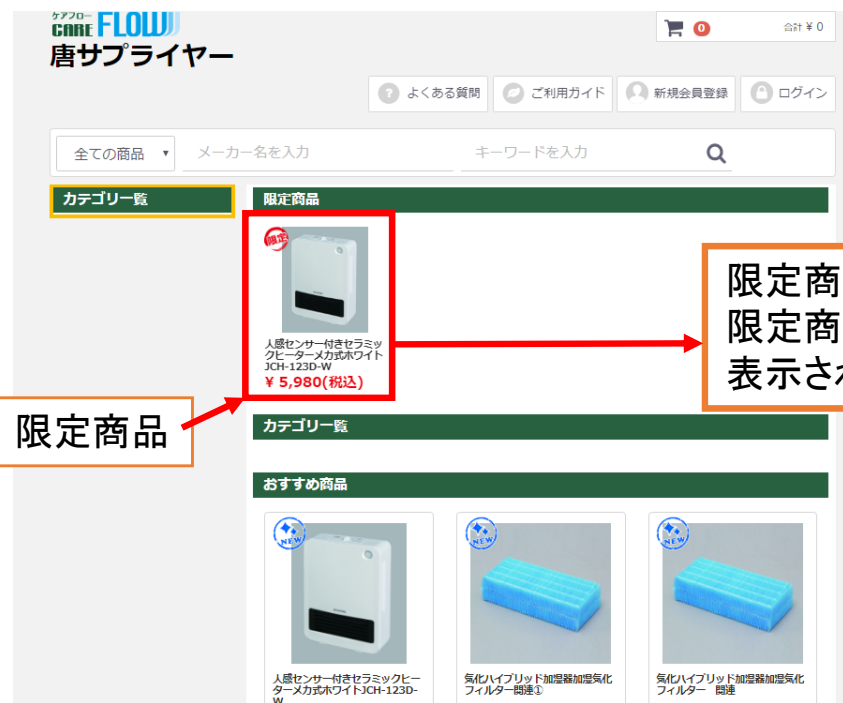 ケアフロー
CARE FLOW
唐サプライヤー
0
合計 ¥ 0
よくある質問
ご利用ガイド
新規会員登録
ログイン
全ての商品
メーカー名を入力
キーワードを入力
カテゴリ一覧
限定商品
限定
人感センサー付きセラミッ
クヒーターメカ式ホワイト
JCH-123D-W
¥ 5,980(税込)
限定商
限定商
表示さ
限定商品
カテゴリ一覧
おすすめ商品
NEW
NEW
NEW
人感センサー付きセラミックヒー
ターメカ式ホワイトJCH-123D-
W
気化ハイブリッド加湿器加湿気化
フィルター関連①
気化ハイブリッド加湿器加湿気化
フィルター 関連